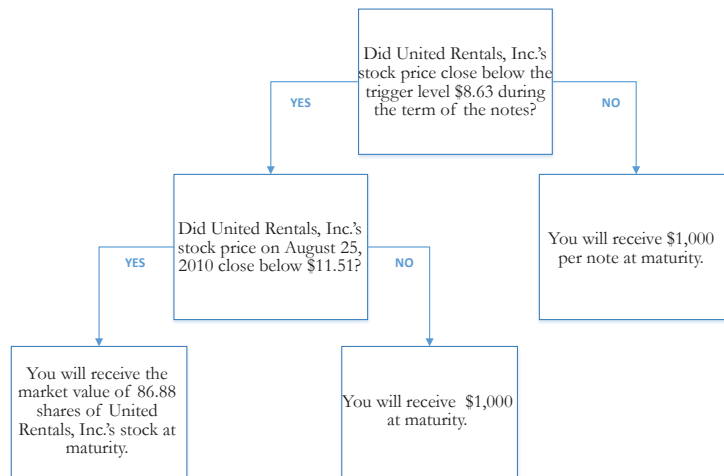 Did United Rentals, Inc.'s
stock price close below the
trigger level $8.63 during
the term of the notes?
YES
NO
Did United Rentals, Inc.'s
stock price on August 25,
2010 close below $11.51?
You will receive $1,000
per note at maturity.
YES
NO
You will receive the
market value of 86.88
shares of United
Rentals, Inc.'s stock at
maturity.
You will receive $1,000
at maturity.